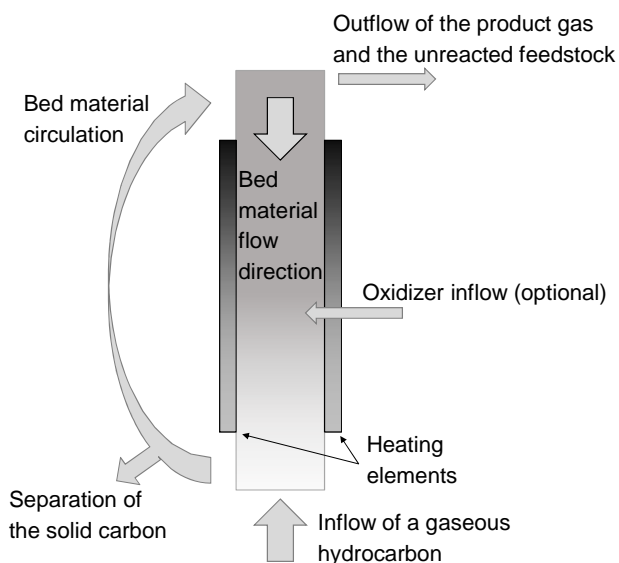 Outflow of the product gas
and the unreacted feedstock
Bed material
circulation
Bed
material
flow
direction
Oxidizer inflow (optional)
Heating
elements
Separation of
the solid carbon
Inflow of a gaseous
hydrocarbon